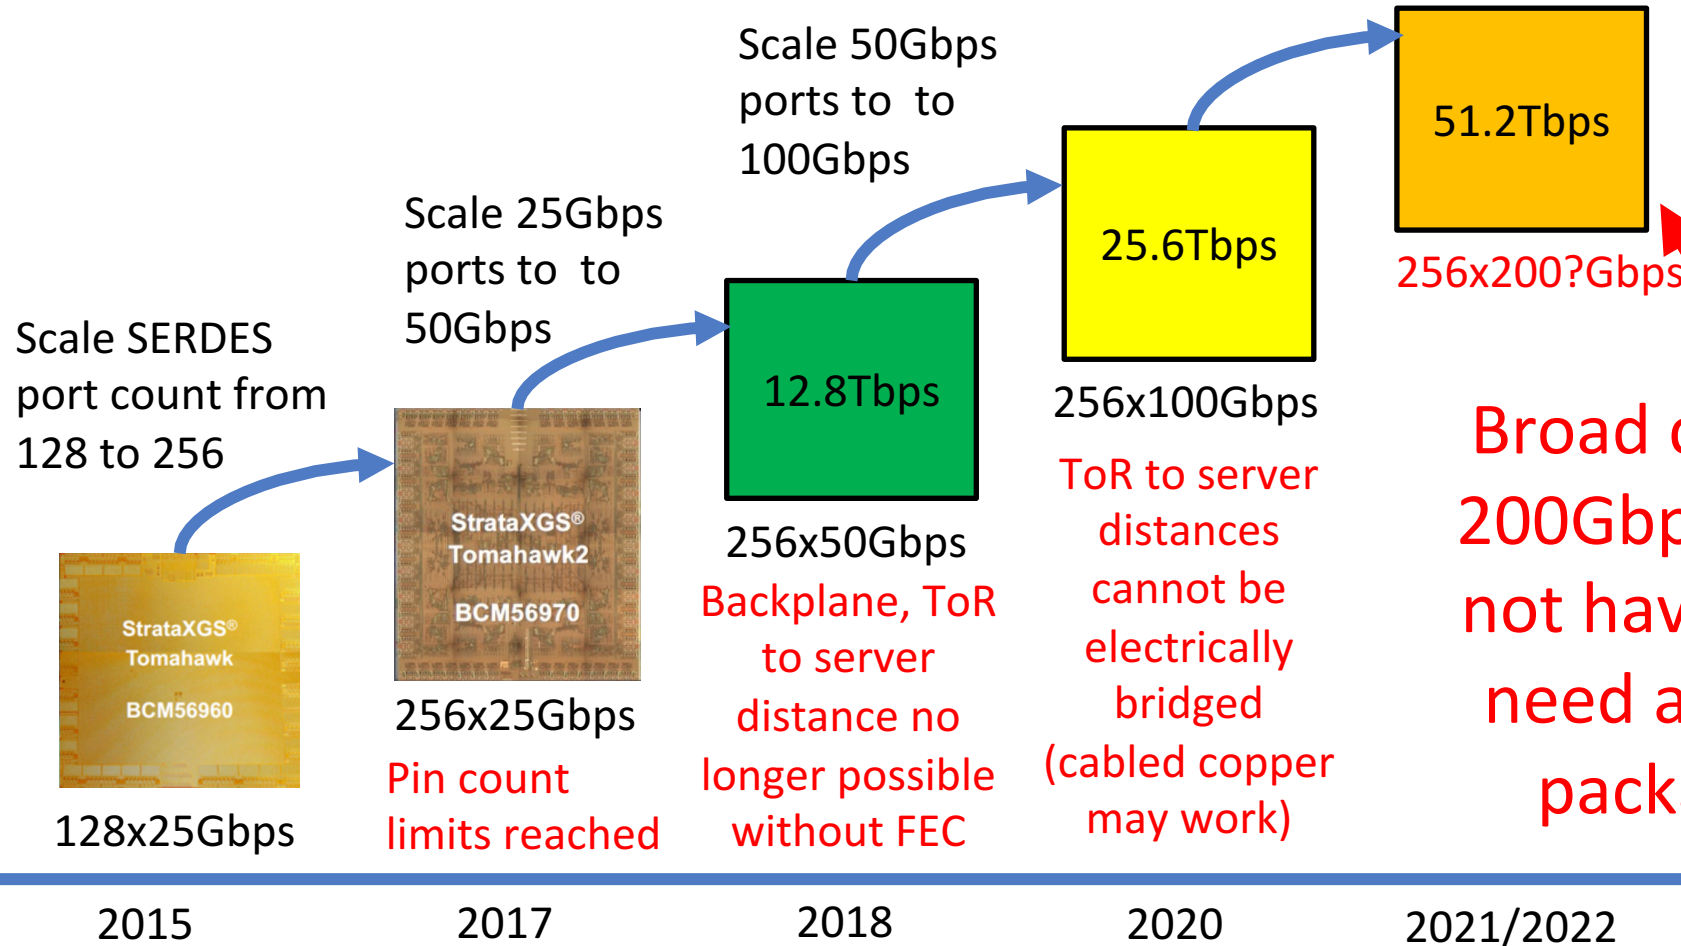 Scale SERDES
port count from
128 to 256
StrataXGS®
Tomahawk
BCM56960
128x25Gbps
Scale 25Gbps
ports to to
50Gbps
StrataXGS®
Tomahawk2
BCM56970
256x25Gbps
Pin count
limits reached
Scale 50Gbps
ports to to
100Gbps
12.8Tbps
256x50Gbps
Backplane, ToR
to server
distance no
longer possible
without FEC
25.6Tbps
256x100Gbps
ToR to server
distances
cannot be
electrically
bridged
(cabled copper
may work)
51.2Tbps
256x200?Gbps
Broad
not
need
2015
2017
2018
2020
2021/2022